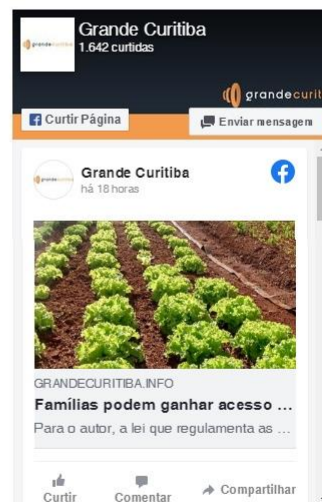 Grande Curitiba
1.642 curtidas
grandecurit
Curtir Página
Enviar mensagem
Grande Curitiba
há 18 horas
GRANDECURITIBA.INFO
Famílias podem ganhar acesso ...
Para o autor, a lei que regulamenta as ...
Curtir
Comentar
Compartilhar